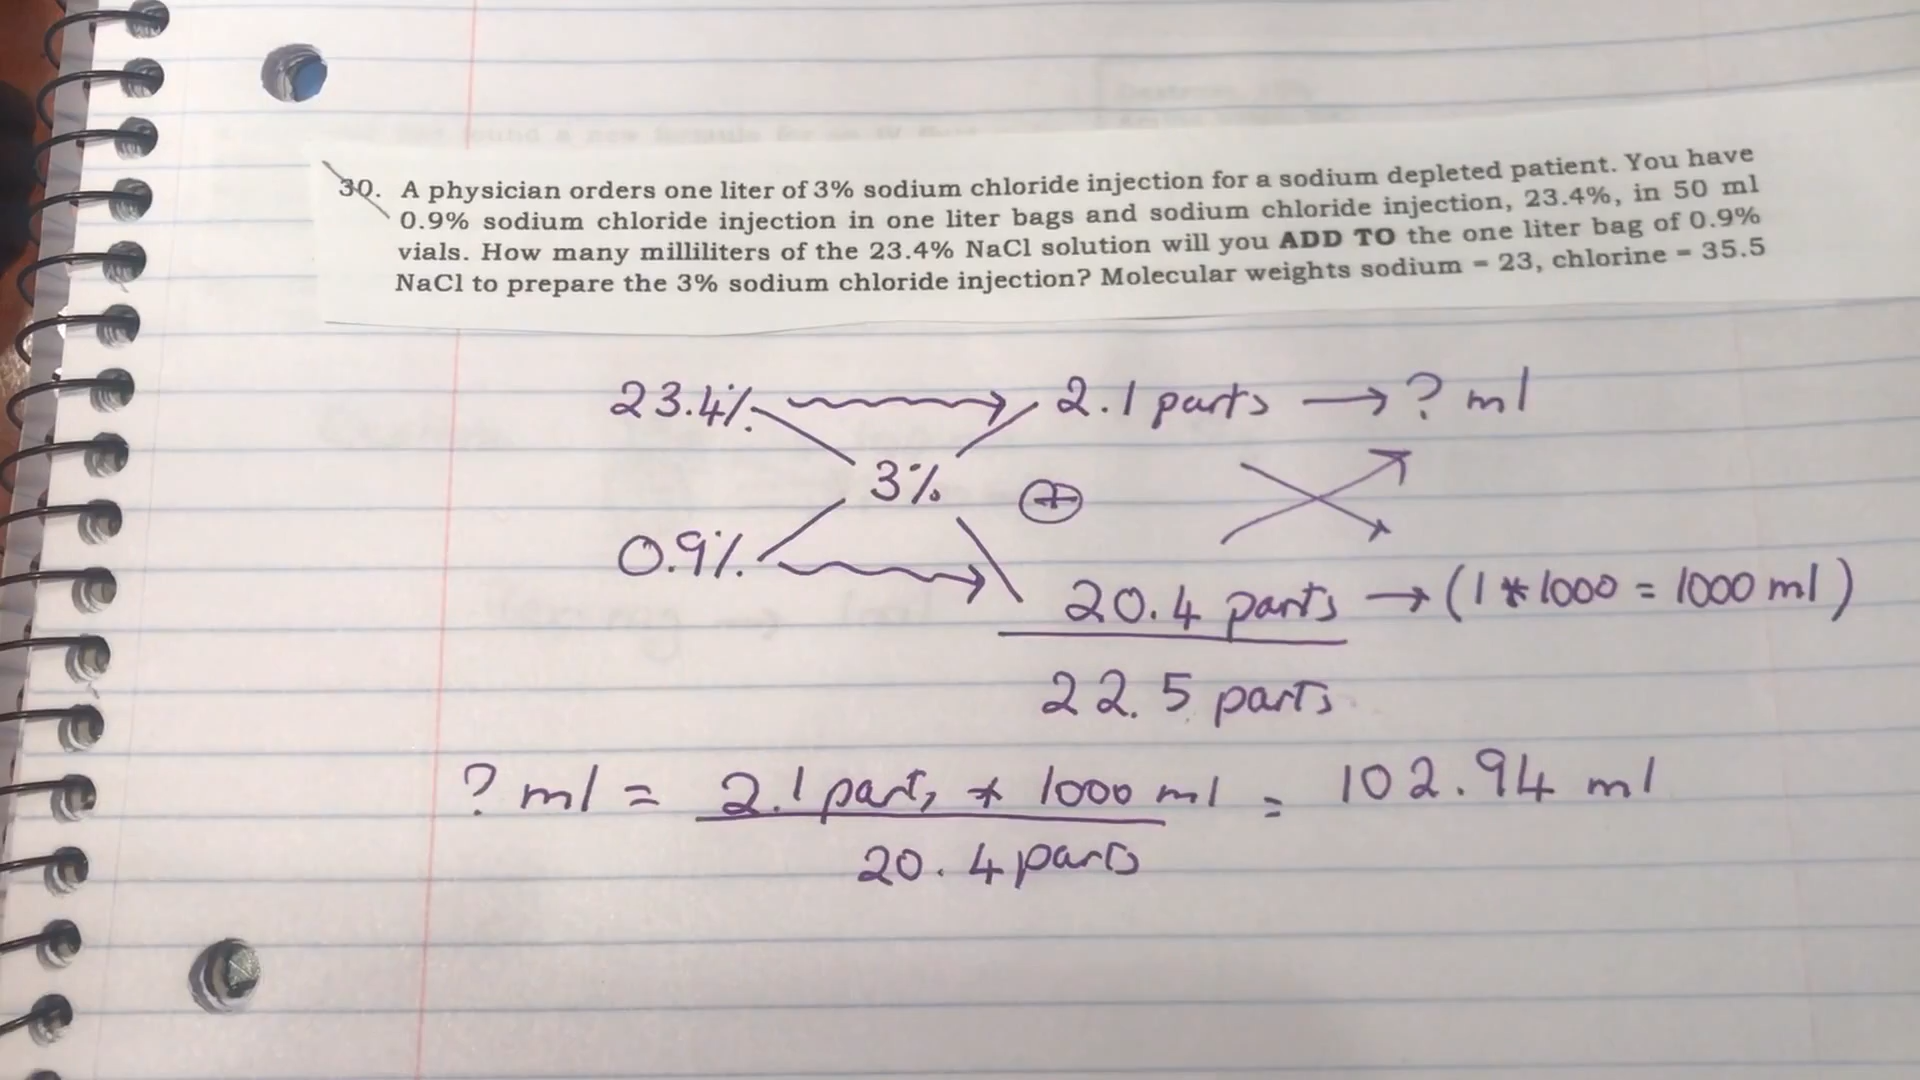 30. A physician orders one liter of 3% sodium chloride injection for a sodium depleted patient. You have
0.9% sodium chloride injection in one liter bags and sodium chloride injection, 23.4%, in 50 ml
vials. How many milliliters of the 23.4% NaCl solution will you ADD TO the one liter bag of 0.9%
NaCl to prepare the 3% sodium chloride injection? Molecular weights sodium = 23, chlorine = 35.5
23.4% 2.1 parts → ? ml
3% +
0.9%
20.4 parts → (1 * 1000 = 1000 ml)
22.5 parts
? ml = 2.1 parts * 1000 ml = 102.94 ml
20.4 parts